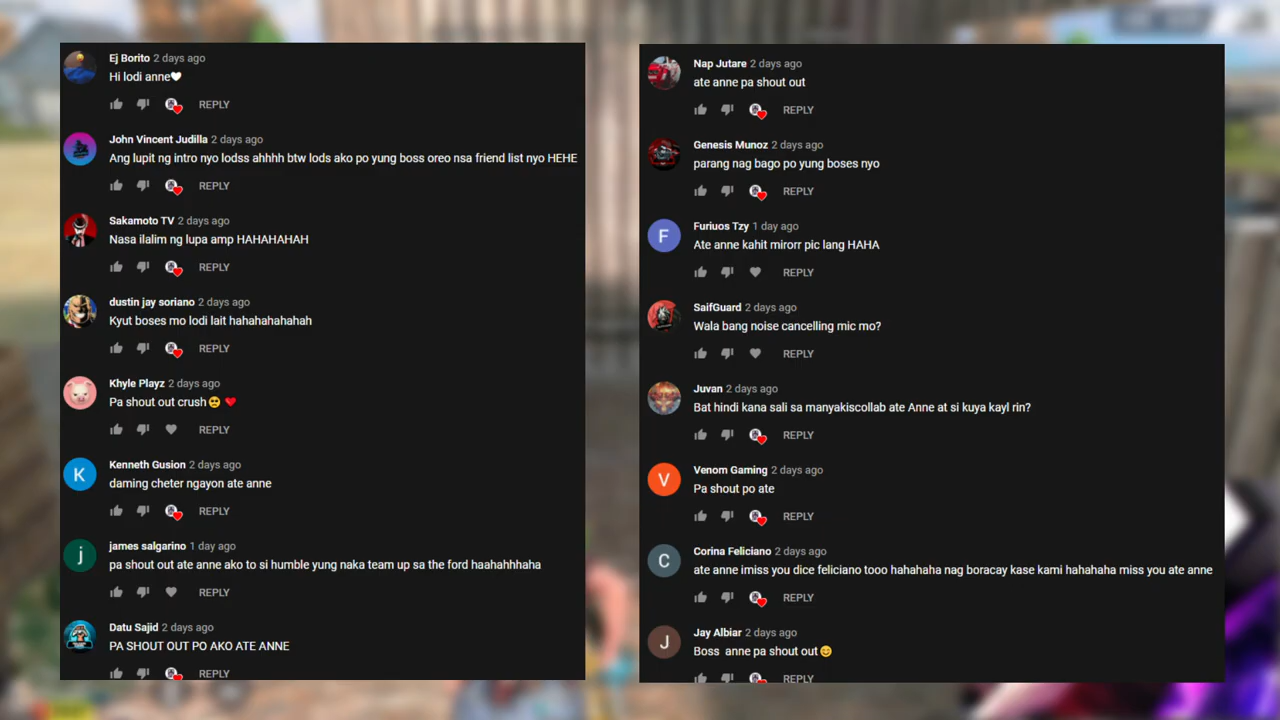 Ej Borito 2 days ago
Hi lodi anne🤍
REPLY
John Vincent Judilla 2 days ago
Ang lupit ng intro nyo lodss ahhhh btw lods ako po yung boss oreo nsa friend list nyo HEHE
REPLY
Sakamoto TV 2 days ago
Nasa ilalim ng lupa amp HAHAHAHAH
REPLY
dustin jay soriano 2 days ago
Kyut boses mo lodi lait hahahahahahah
REPLY
Khyle Playz 2 days ago
Pa shout out crush🥺 ❤️
REPLY
K
Kenneth Gusion 2 days ago
daming cheter ngayon ate anne
REPLY
j
james salgarino 1 day ago
pa shout out ate anne ako to si humble yung naka team up sa the ford haahahhhaha
REPLY
Datu Sajid 2 days ago
PA SHOUT OUT PO AKO ATE ANNE
REPLY
Nap Jutare 2 days ago
ate anne pa shout out
REPLY
Genesis Munoz 2 days ago
parang nag bago po yung boses nyo
REPLY
F
Furiuos Tzy 1 day ago
Ate anne kahit mirorr pic lang HAHA
REPLY
SaifGuard 2 days ago
Wala bang noise cancelling mic mo?
REPLY
Juvan 2 days ago
Bat hindi kana sali sa manyakiscollab ate Anne at si kuya kayl rin?
REPLY
V
Venom Gaming 2 days ago
Pa shout po ate
REPLY
C
Corina Feliciano 2 days ago
ate anne imiss you dice feliciano tooo hahahaha nag boracay kase kami hahahaha miss you ate anne
REPLY
J
Jay Albiar 2 days ago
Boss  anne pa shout out😊
REPLY